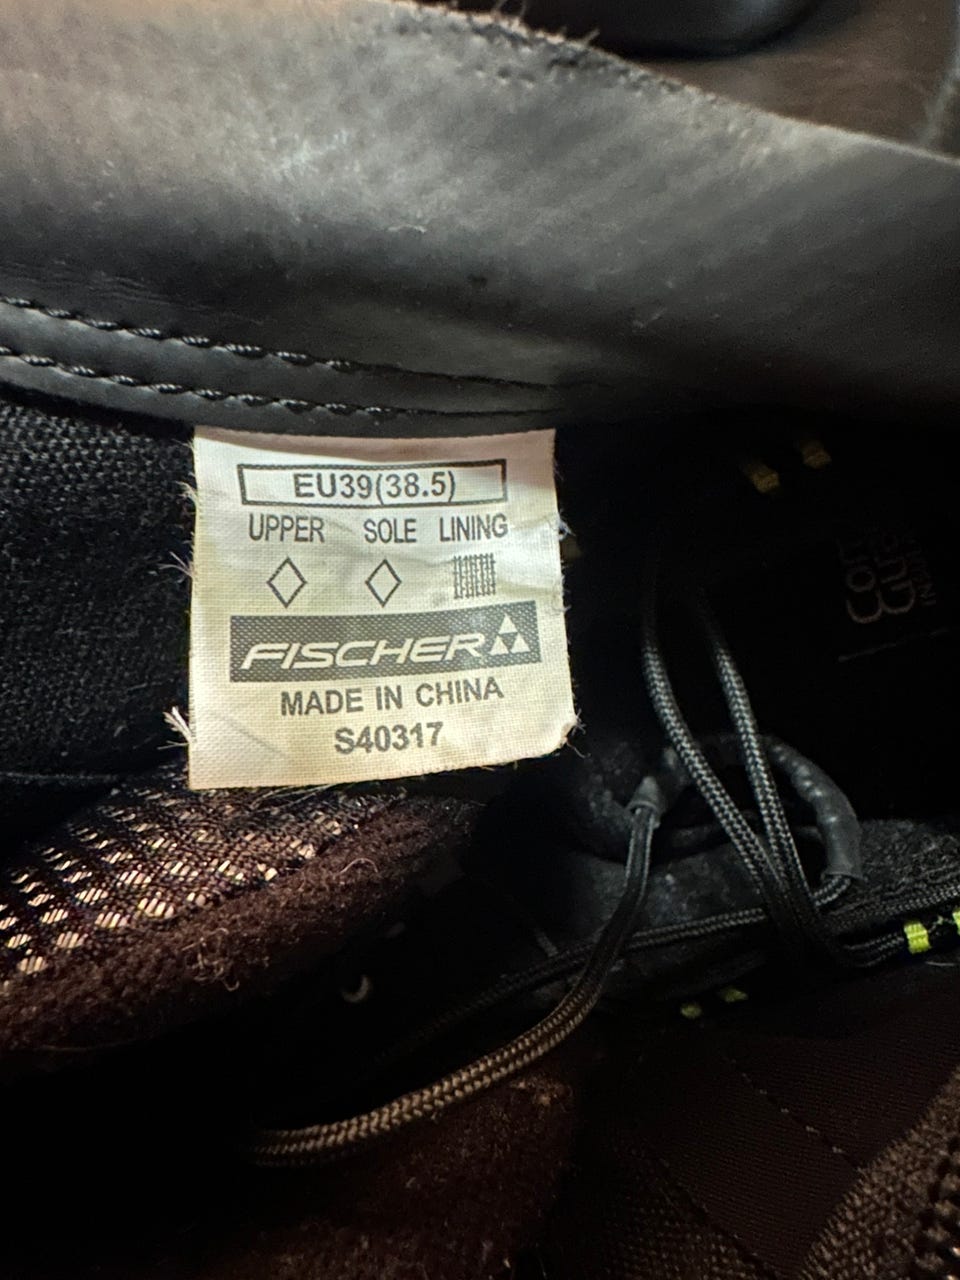 EU39(38.5)
UPPER SOLE LINING
FISCHER
MADE IN CHINA
S40317